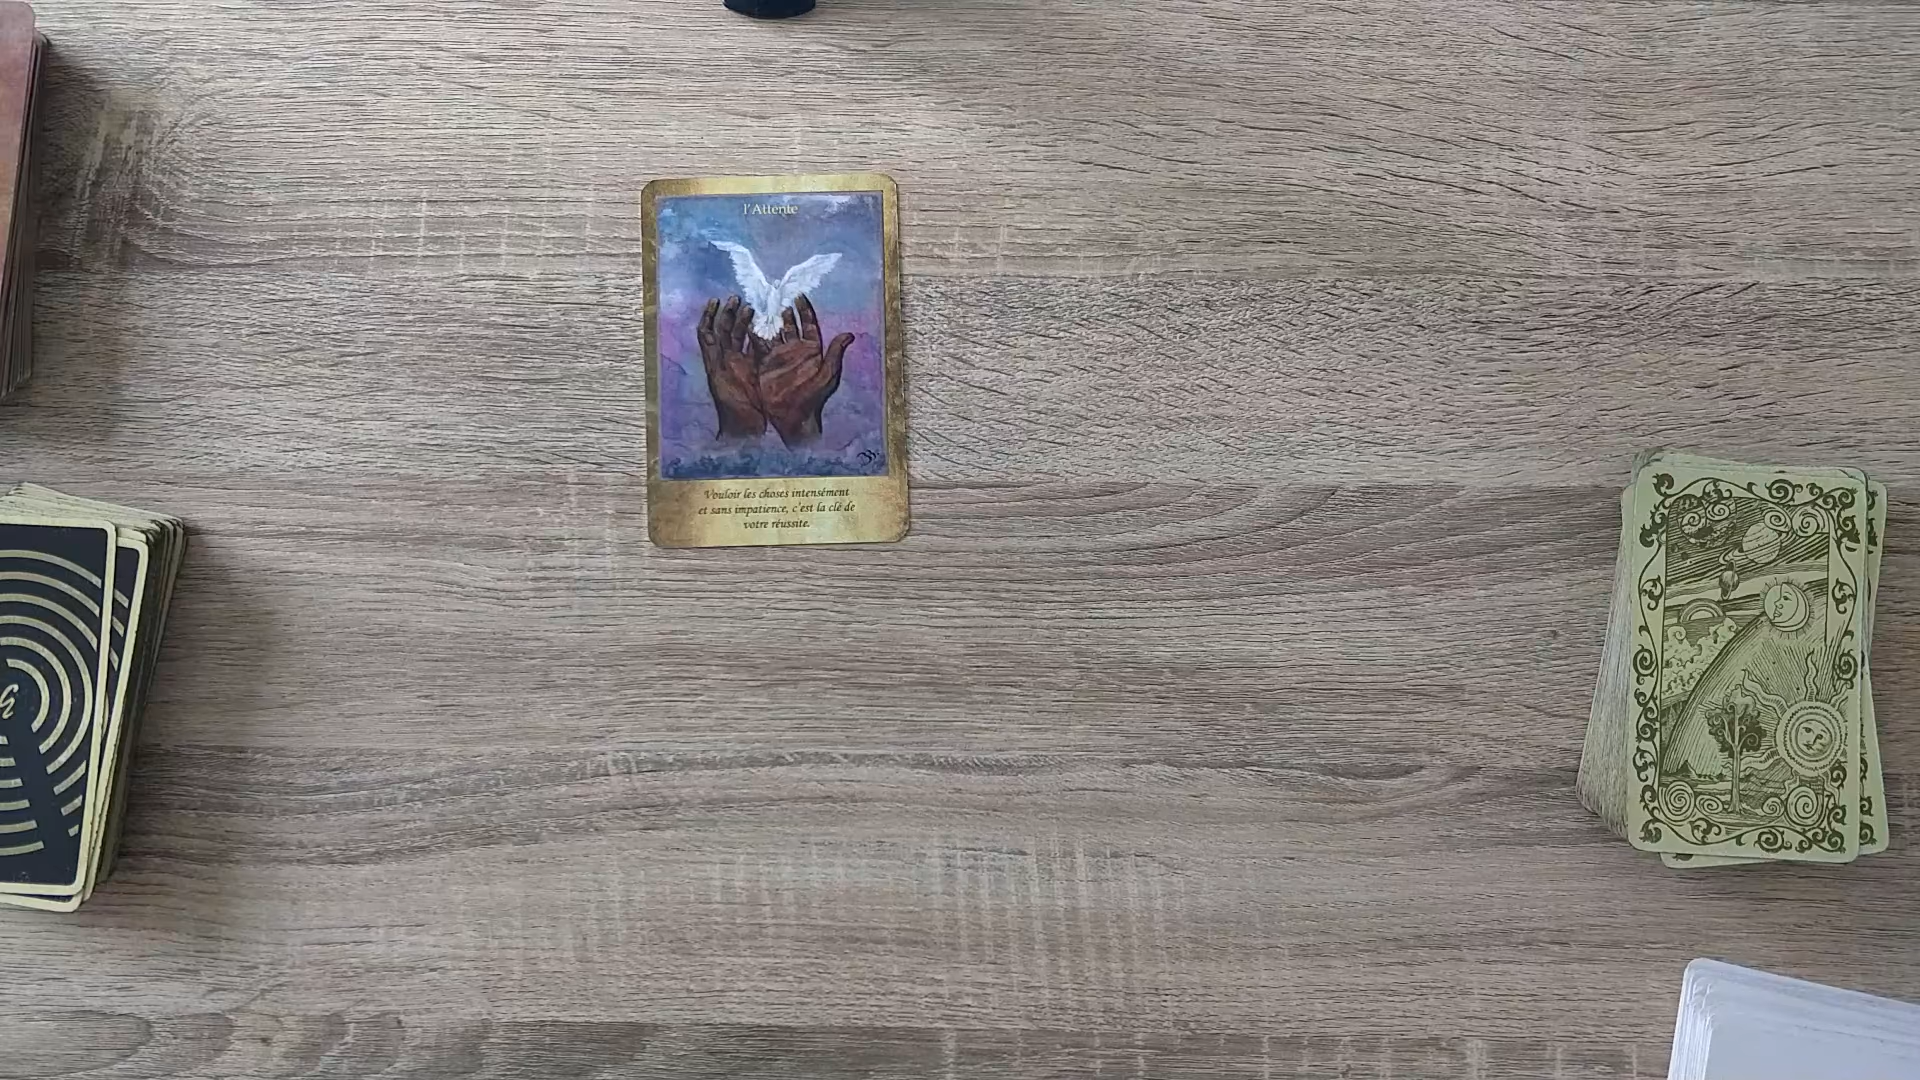 l'Attente
Vouloir les choses intensément
et sans impatience, c'est la clé de
votre réussite.